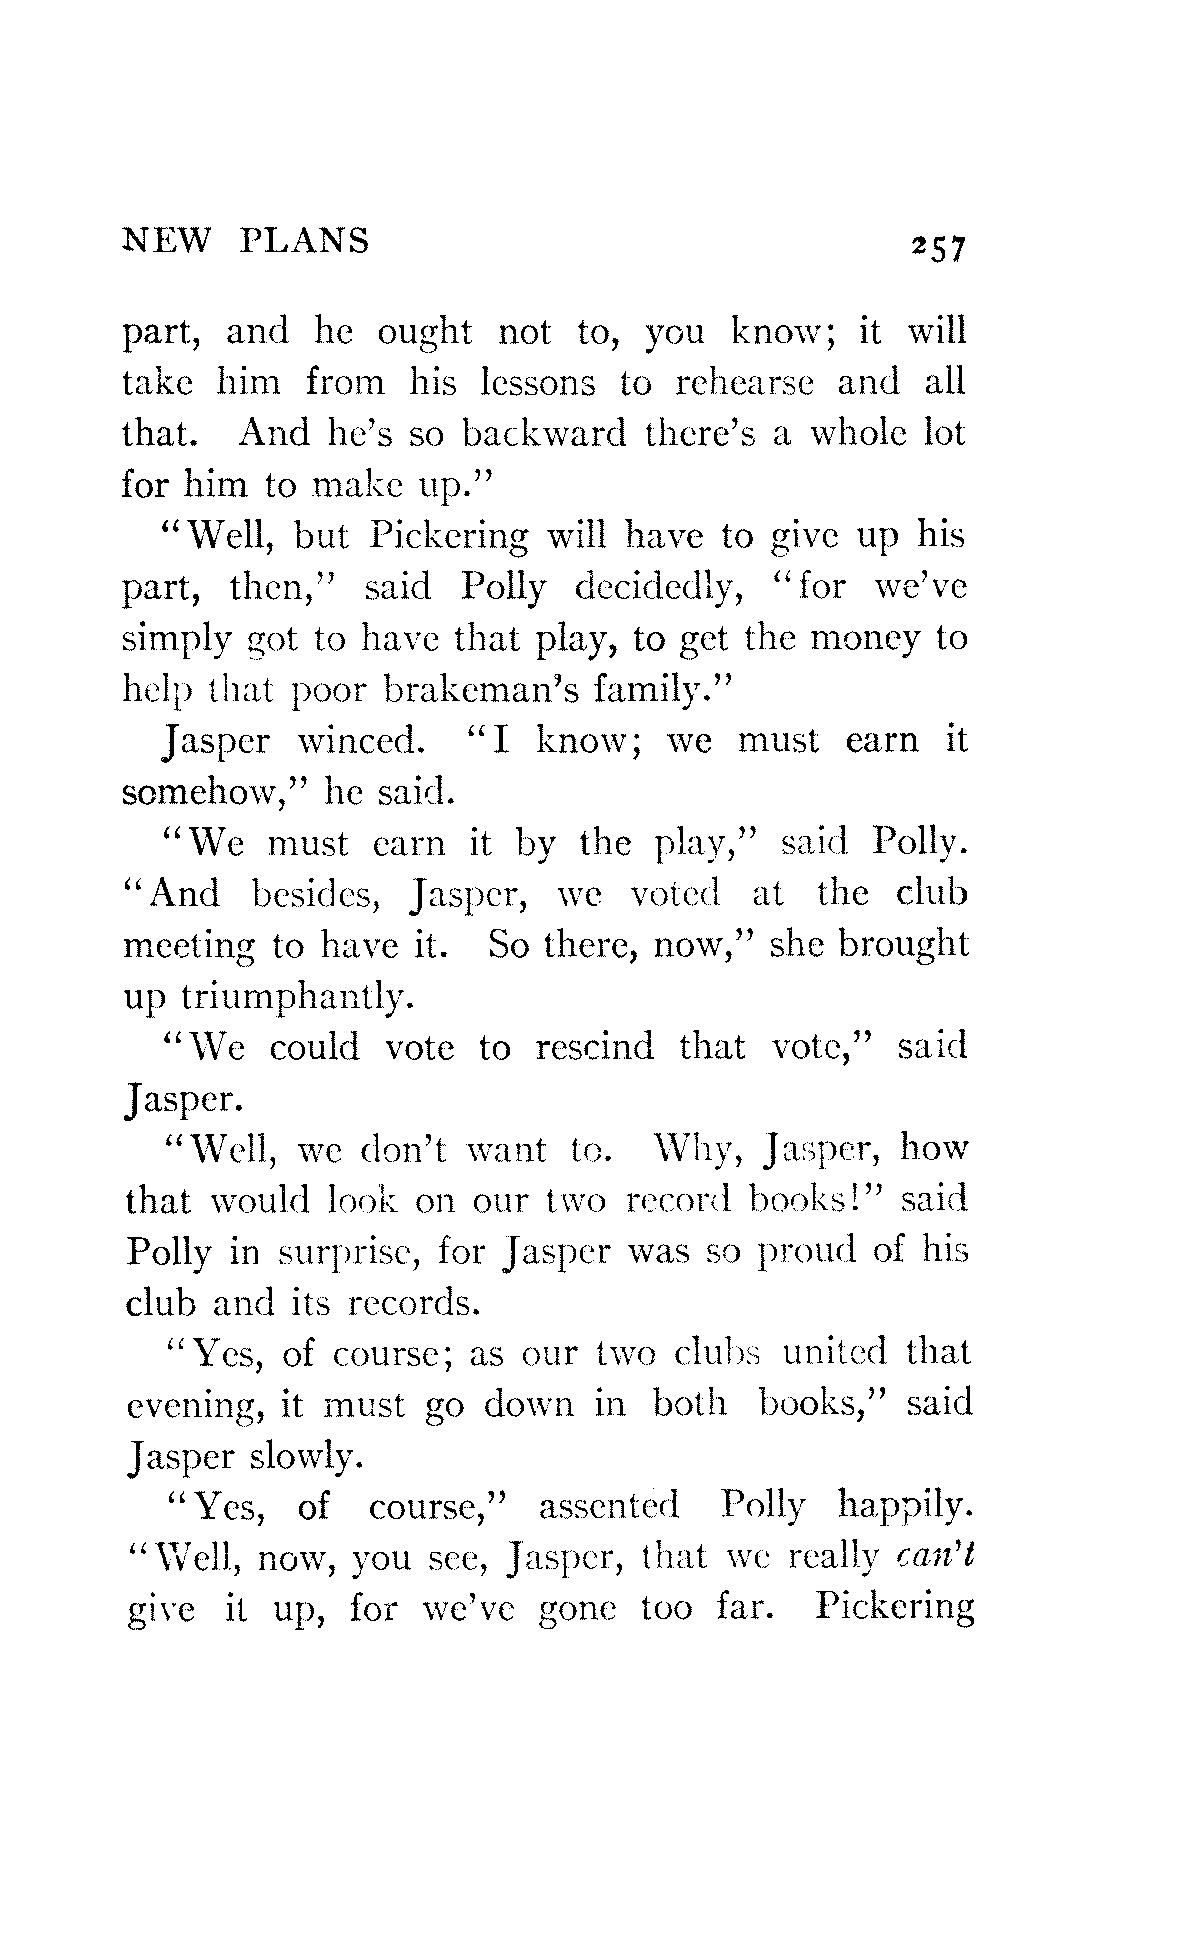 NEW PLANS 257
part, and he ought not to, you know; it will
take him from his lessons to rehearse and all
that. And he's so backward there's a whole lot
for him to make up."
"Well, but Pickering will have to give up his
part, then," said Polly decidedly, "for we've
simply got to have that play, to get the money to
help that poor brakeman's family."
Jasper winced. "I know; we must earn it
somehow," he said.
"We must earn it by the play," said Polly.
"And besides, Jasper, we voted at the club
meeting to have it. So there, now," she brought
up triumphantly.
"We could vote to rescind that vote," said
Jasper.
"Well, we don't want to. Why, Jasper, how
that would look on our two record books!" said
Polly in surprise, for Jasper was so proud of his
club and its records.
"Yes, of course; as our two clubs united that
evening, it must go down in both books," said
Jasper slowly.
"Yes, of course," assented Polly happily.
"Well, now, you see, Jasper, that we really can't
give it up, for we've gone too far. Pickering